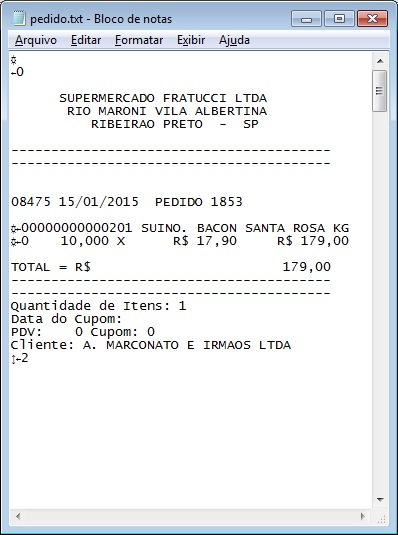 pedido.txt - Bloco de notas
Arquivo Editar Formatar Exibir Ajuda
☼
←0
SUPERMERCADO FRATUCCI LTDA
RIO MARONI VILA ALBERTINA
RIBEIRAO PRETO - SP
----------------------------------------
----------------------------------------
08475 15/01/2015 PEDIDO 1853
☼←00000000000201 SUINO. BACON SANTA ROSA KG
☼←0 10,000 X R$ 17,90 R$ 179,00
TOTAL = R$ 179,00
----------------------------------------
----------------------------------------
Quantidade de Itens: 1
Data do Cupom:
PDV: 0 Cupom: 0
Cliente: A. MARCONATO E IRMAOS LTDA
↕←2